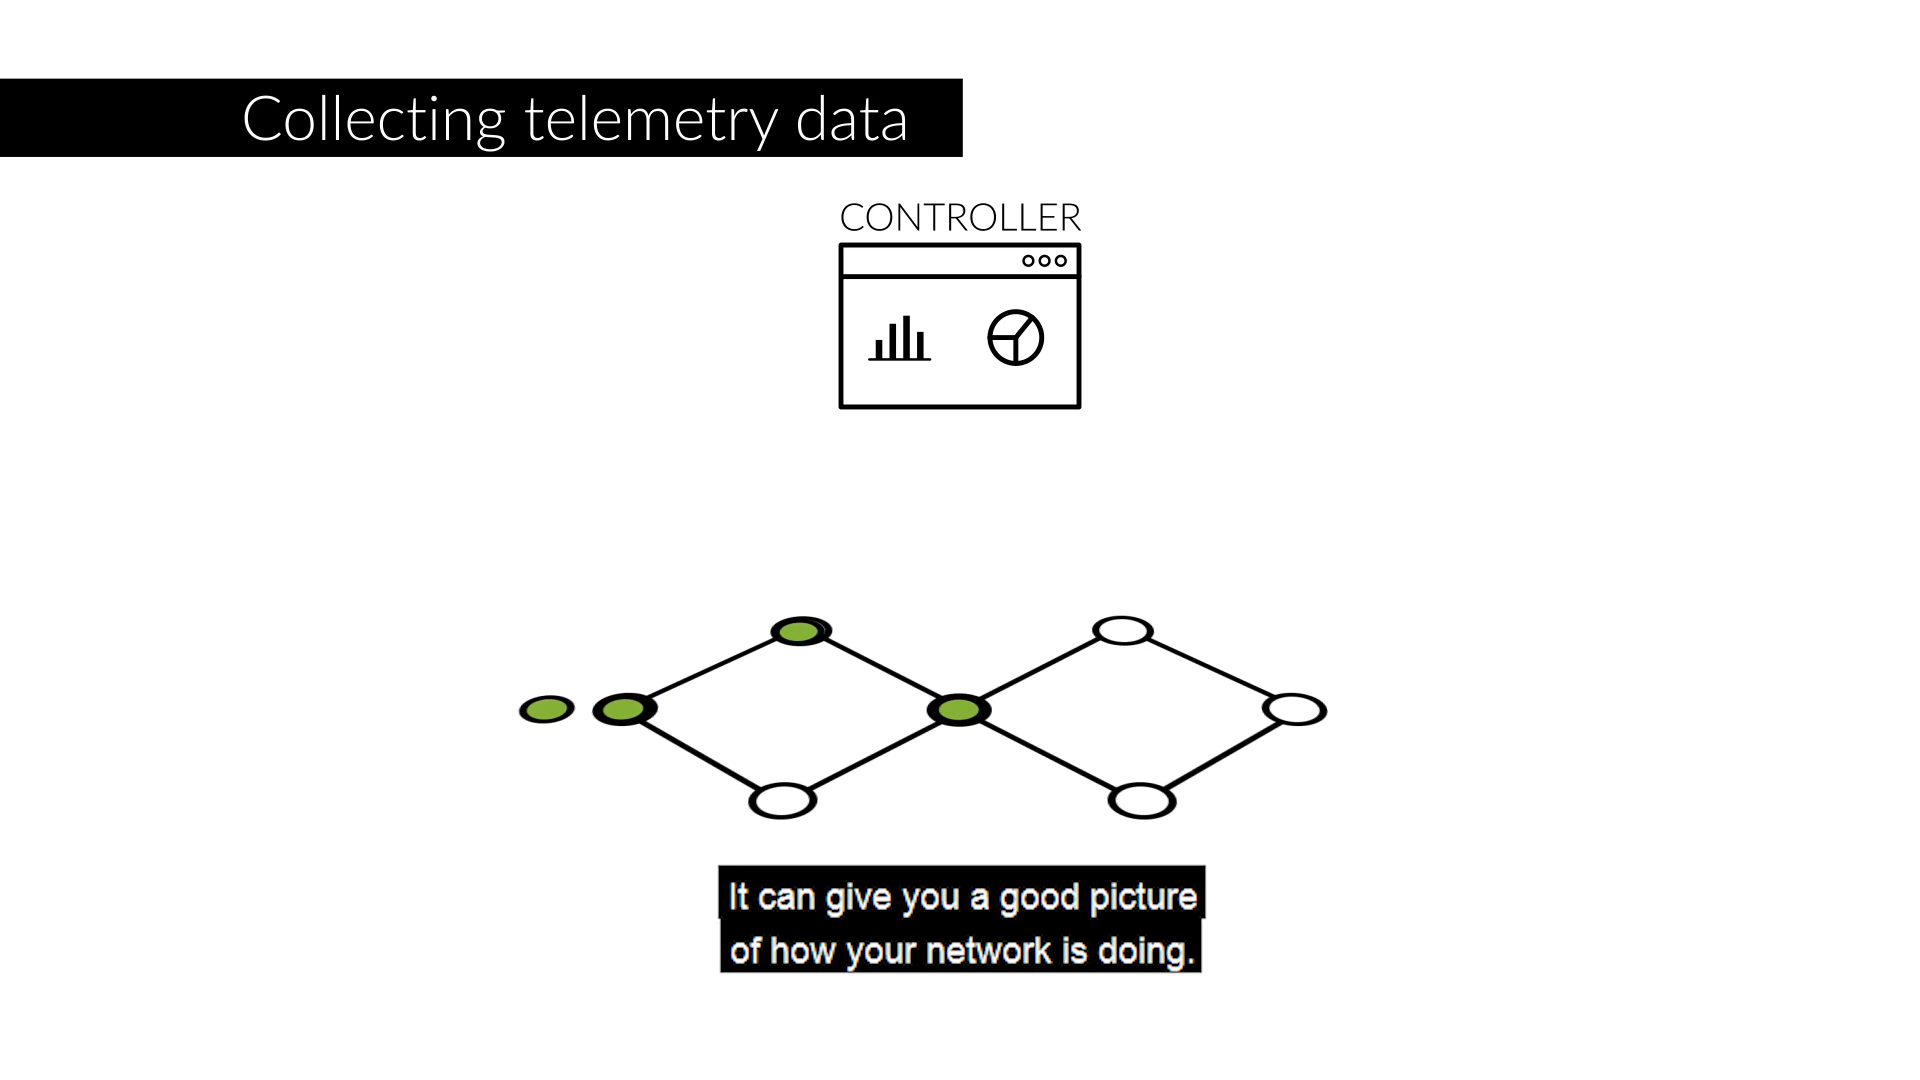 Collecting telemetry data
CONTROLLER
It can give you a good picture
of how your network is doing.